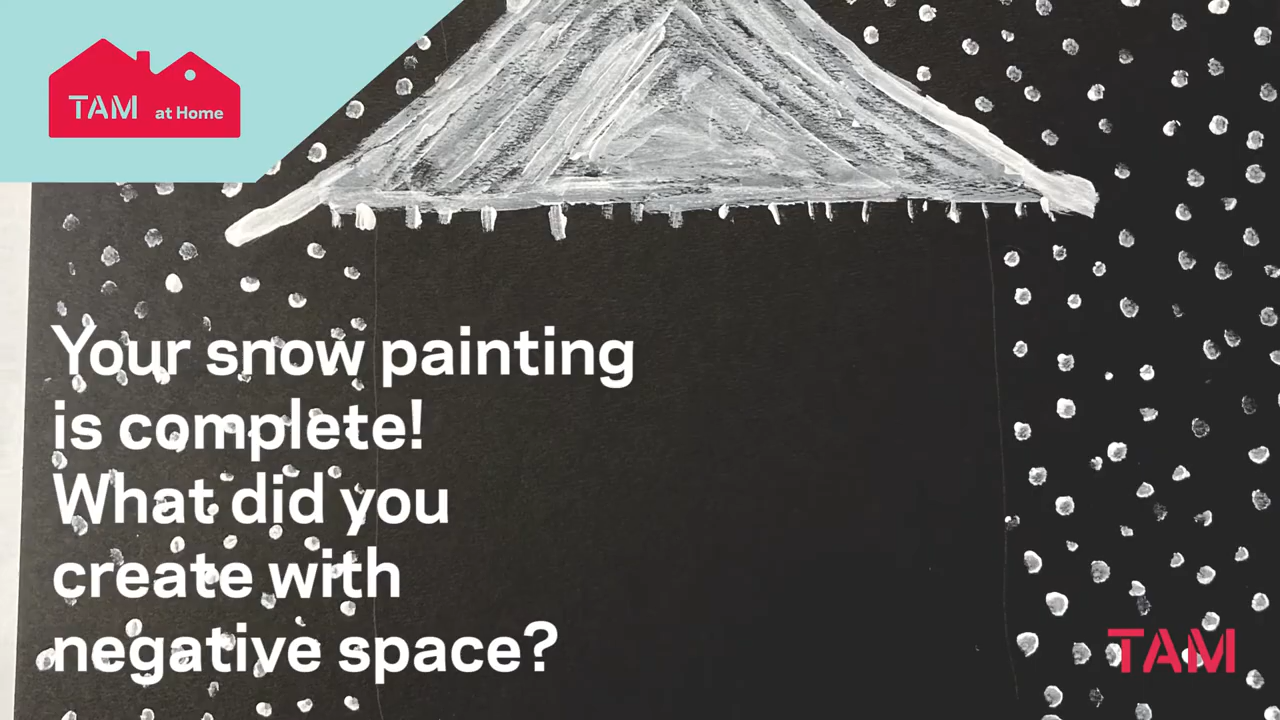 TAM at Home
Your snow painting
is complete!
What did you
create with
negative space?
TAM